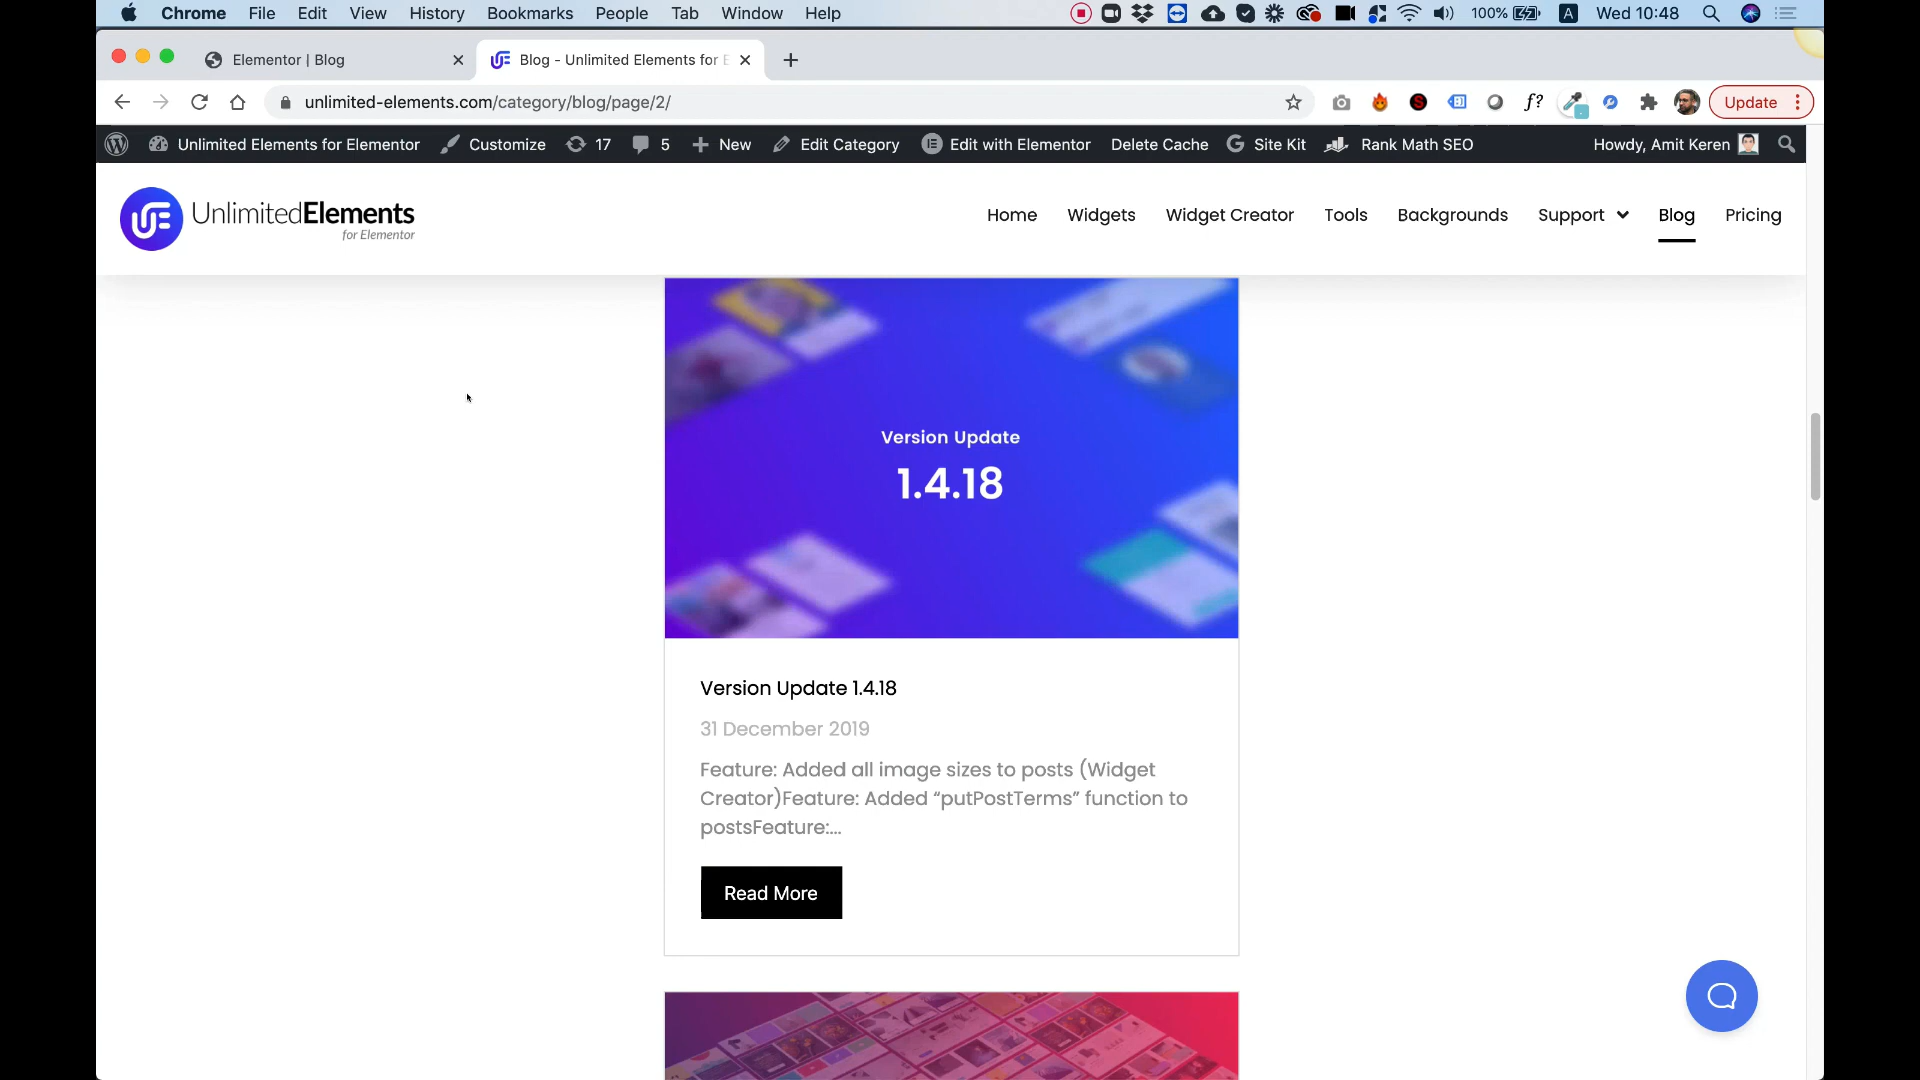 Chrome File Edit View History Bookmarks People Tab Window Help 100% A Wed 10:48
Elementor | Blog Blog - Unlimited Elements for E
unlimited-elements.com/category/blog/page/2/ f? Update
Unlimited Elements for Elementor Customize 17 5 New Edit Category Edit with Elementor Delete Cache Site Kit Rank Math SEO Howdy, Amit Keren
UnlimitedElements
for Elementor
Home Widgets Widget Creator Tools Backgrounds Support Blog Pricing
Version Update
1.4.18
Version Update 1.4.18
31 December 2019
Feature: Added all image sizes to posts (Widget
Creator)Feature: Added “putPostTerms” function to
postsFeature:...
Read More